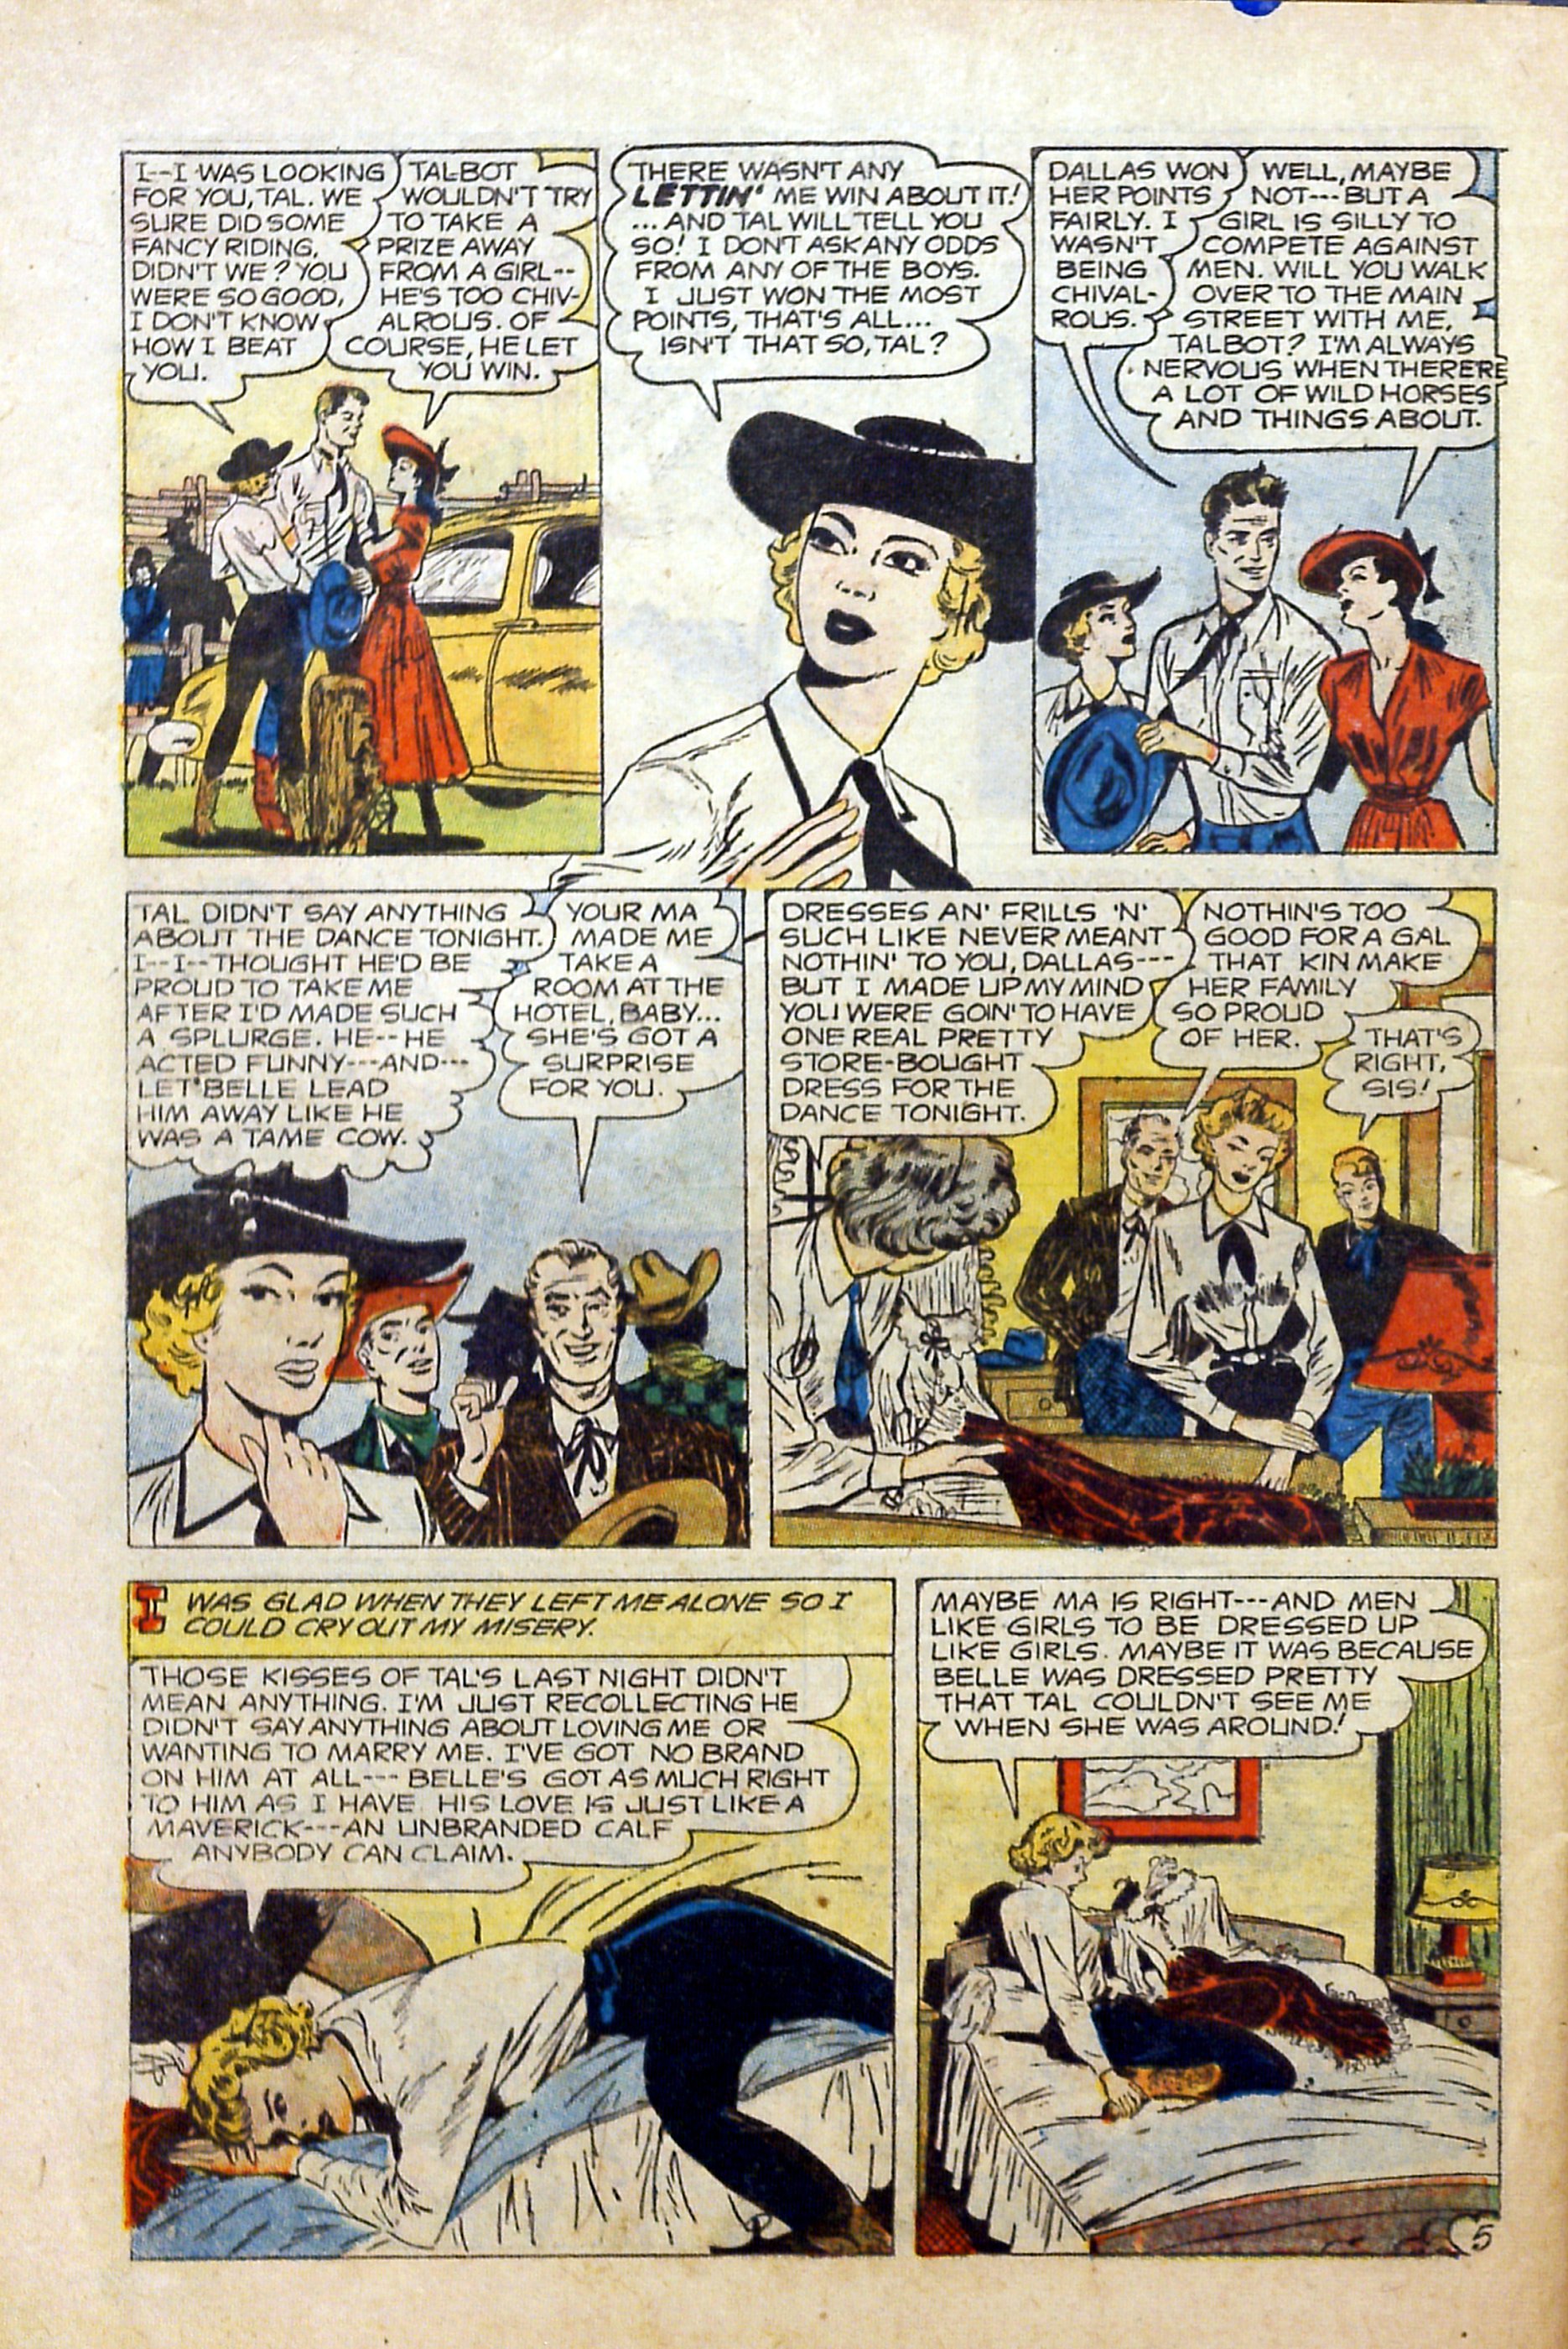 I--I WAS LOOKING
FOR YOU, TAL. WE
SURE DID SOME
FANCY RIDING,
DIDN'T WE? YOU
WERE SO GOOD,
I DON'T KNOW
HOW I BEAT
YOU.
TALBOT
WOULDN'T TRY
TO TAKE A
PRIZE AWAY
FROM A GIRL--
HE'S TOO CHIV-
ALROUS. OF
COURSE, HE LET
YOU WIN.
THERE WASN'T ANY
LETTIN' ME WIN ABOUT IT!
...AND TAL WILL TELL YOU
SO! I DON'T ASK ANY ODDS
FROM ANY OF THE BOYS.
I JUST WON THE MOST
POINTS, THAT'S ALL...
ISN'T THAT SO, TAL?
DALLAS WON
HER POINTS
FAIRLY. I
WASN'T
BEING
CHIVAL-
ROUS.
WELL, MAYBE
NOT---BUT A
GIRL IS SILLY TO
COMPETE AGAINST
MEN. WILL YOU WALK
OVER TO THE MAIN
STREET WITH ME,
TALBOT? I'M ALWAYS
NERVOUS WHEN THERE'RE
A LOT OF WILD HORSES
AND THINGS ABOUT.
TAL DIDN'T SAY ANYTHING
ABOUT THE DANCE TONIGHT.
I--I--THOUGHT HE'D BE
PROUD TO TAKE ME
AFTER I'D MADE SUCH
A SPLURGE. HE--HE
ACTED FUNNY---AND---
LET BELLE LEAD
HIM AWAY LIKE HE
WAS A TAME COW.
YOUR MA
MADE ME
TAKE A
ROOM AT THE
HOTEL, BABY...
SHE'S GOT A
SURPRISE
FOR YOU.
DRESSES AN' FRILLS 'N'
SUCH LIKE NEVER MEANT
NOTHIN' TO YOU, DALLAS---
BUT I MADE UP MY MIND
YOU WERE GOIN' TO HAVE
ONE REAL PRETTY
STORE-BOUGHT
DRESS FOR THE
DANCE TONIGHT.
NOTHIN'S TOO
GOOD FOR A GAL
THAT KIN MAKE
HER FAMILY
SO PROUD
OF HER.
THAT'S
RIGHT,
SIS!
I WAS GLAD WHEN THEY LEFT ME ALONE SO I
COULD CRY OUT MY MISERY.
THOSE KISSES OF TAL'S LAST NIGHT DIDN'T
MEAN ANYTHING. I'M JUST RECOLLECTING HE
DIDN'T SAY ANYTHING ABOUT LOVING ME OR
WANTING TO MARRY ME. I'VE GOT NO BRAND
ON HIM AT ALL---BELLE'S GOT AS MUCH RIGHT
TO HIM AS I HAVE. HIS LOVE IS JUST LIKE A
MAVERICK---AN UNBRANDED CALF
ANYBODY CAN CLAIM.
MAYBE MA IS RIGHT---AND MEN
LIKE GIRLS TO BE DRESSED UP
LIKE GIRLS. MAYBE IT WAS BECAUSE
BELLE WAS DRESSED PRETTY
THAT TAL COULDN'T SEE ME
WHEN SHE WAS AROUND!
5